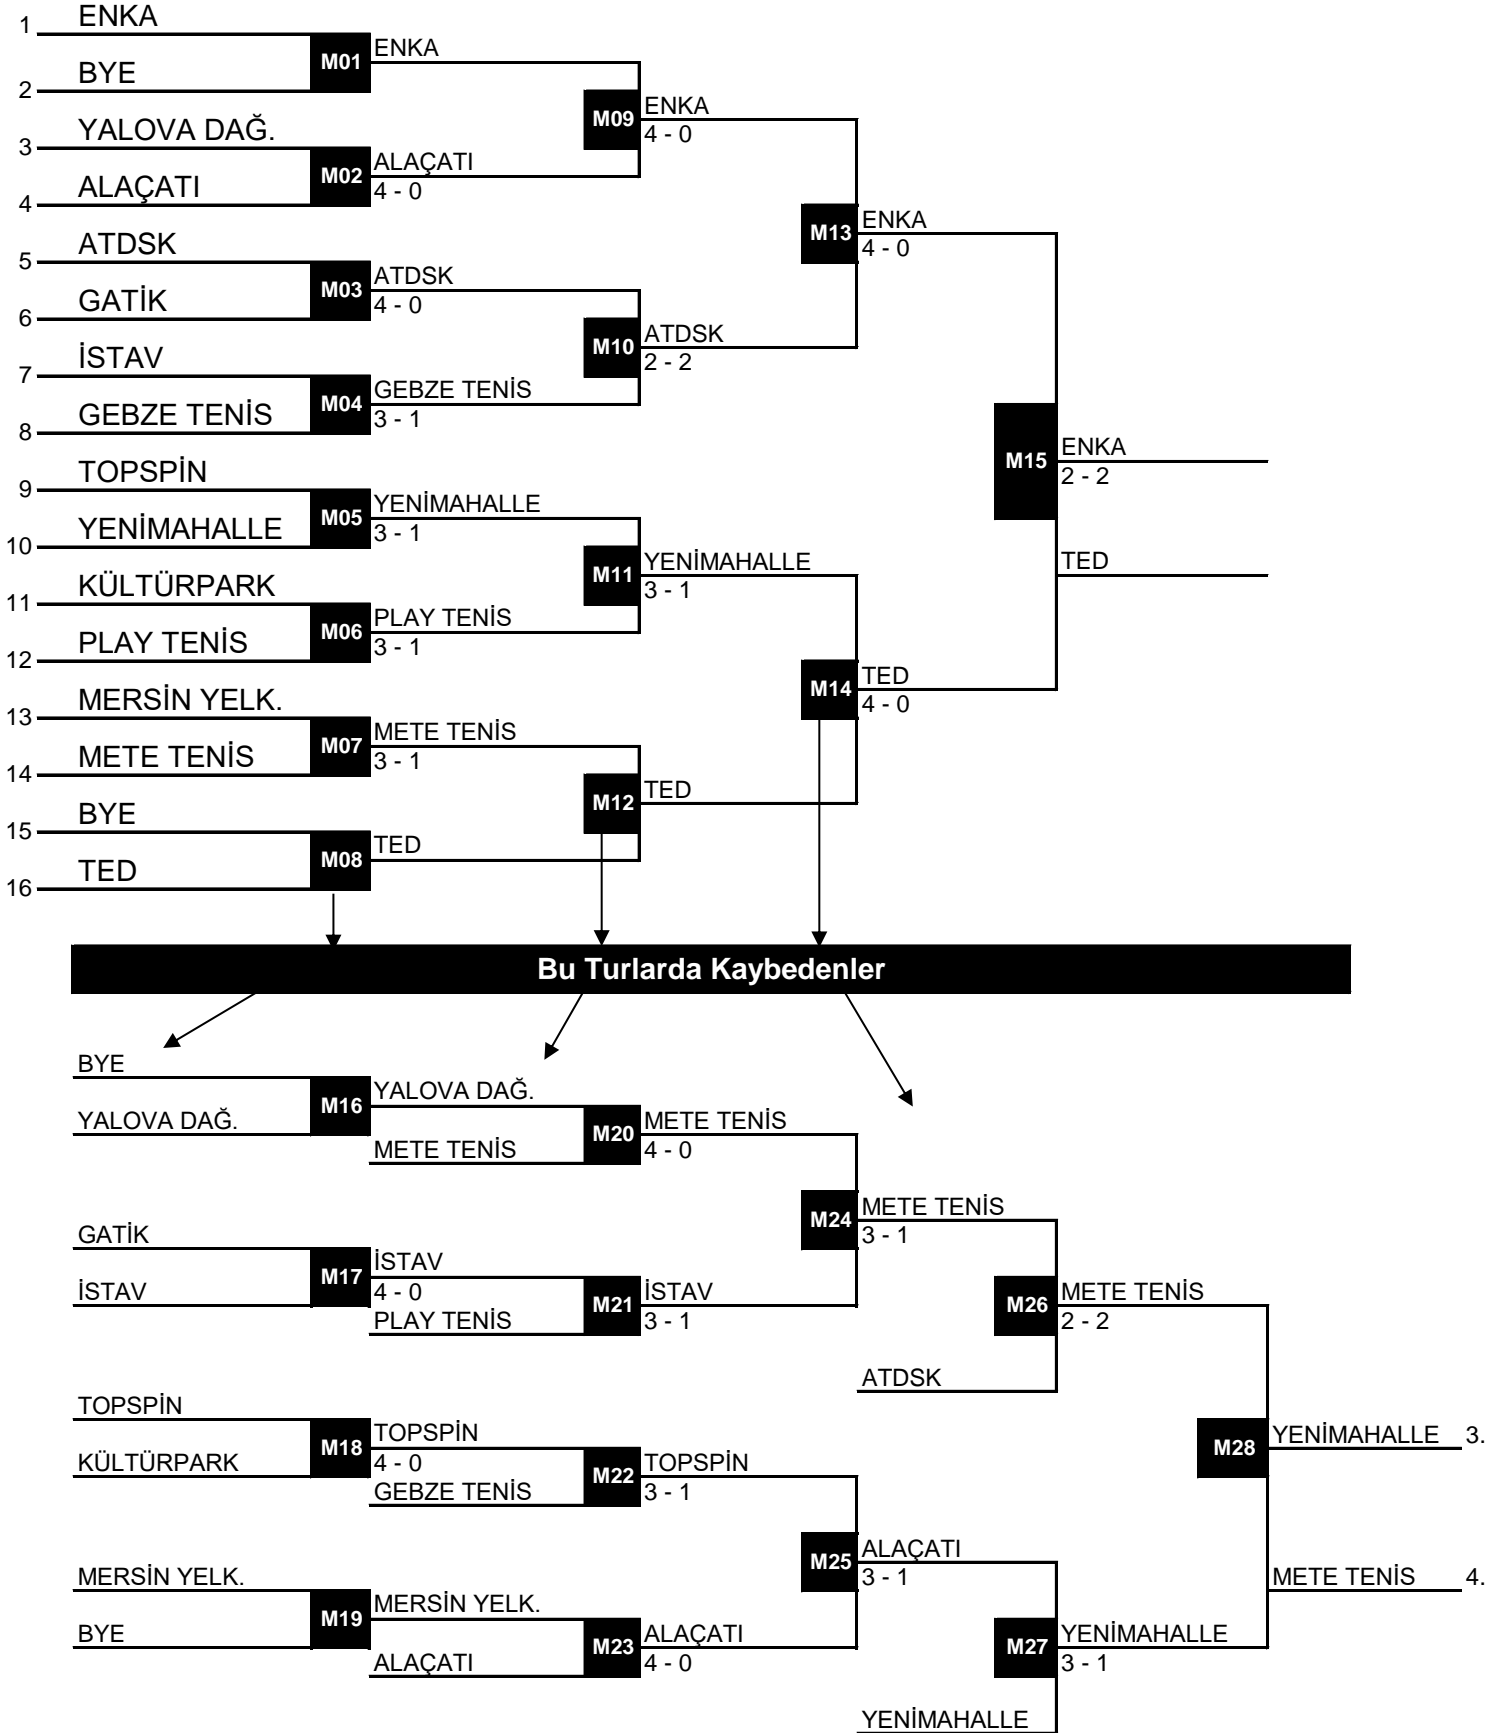 1 ENKA
M01 ENKA
2 BYE
M09 ENKA
4 - 0
3 YALOVA DAĞ.
M02 ALAÇATI
4 - 0
4 ALAÇATI
M13 ENKA
4 - 0
5 ATDSK
M03 ATDSK
4 - 0
6 GATİK
M10 ATDSK
2 - 2
7 İSTAV
M04 GEBZE TENİS
3 - 1
8 GEBZE TENİS
M15 ENKA
2 - 2
TED
9 TOPSPİN
M05 YENİMAHALLE
3 - 1
10 YENİMAHALLE
M11 YENİMAHALLE
3 - 1
11 KÜLTÜRPARK
M06 PLAY TENİS
3 - 1
12 PLAY TENİS
M14 TED
4 - 0
13 MERSİN YELK.
M07 METE TENİS
3 - 1
14 METE TENİS
M12 TED
15 BYE
M08 TED
16 TED
Bu Turlarda Kaybedenler
BYE
M16 YALOVA DAĞ.
YALOVA DAĞ.
METE TENİS
M20 METE TENİS
4 - 0
M24 METE TENİS
3 - 1
GATİK
M17 İSTAV
4 - 0
İSTAV
PLAY TENİS
M21 İSTAV
3 - 1
M26 METE TENİS
2 - 2
ATDSK
TOPSPİN
M18 TOPSPİN
4 - 0
KÜLTÜRPARK
GEBZE TENİS
M22 TOPSPİN
3 - 1
M28 YENİMAHALLE 3.
METE TENİS 4.
M25 ALAÇATI
3 - 1
MERSİN YELK.
M19 MERSİN YELK.
BYE
ALAÇATI
M23 ALAÇATI
4 - 0
M27 YENİMAHALLE
3 - 1
YENİMAHALLE